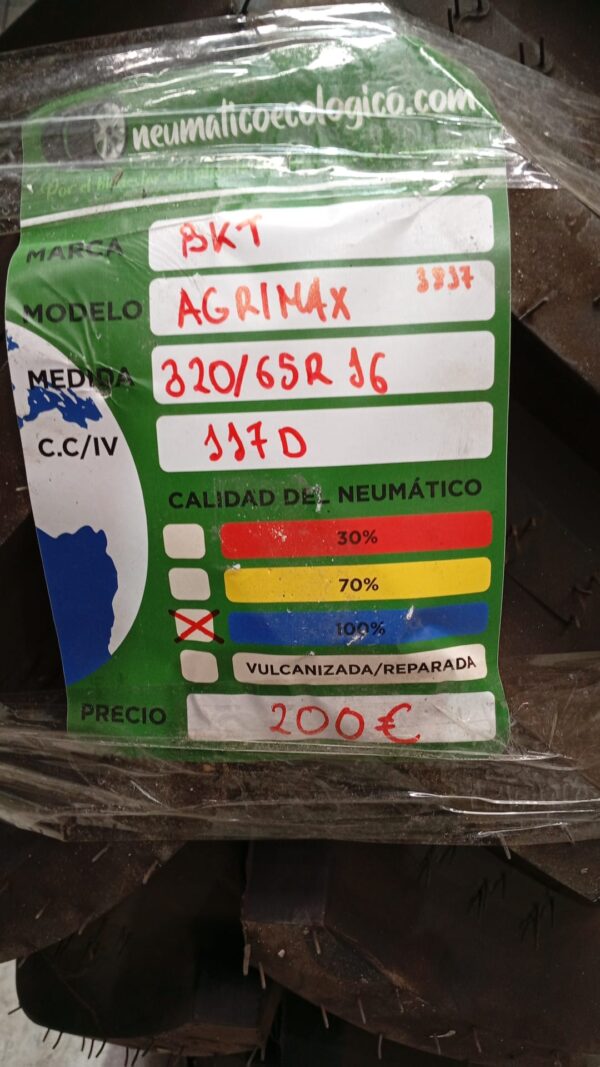 neumaticoecologico.com
MARCA BKT
MODELO AGRIMAX 3937
MEDIDA 320/65R 16
C.C/IV 117D
CALIDAD DEL NEUMÁTICO
30%
70%
100%
VULCANIZADA/REPARADA
PRECIO 200€